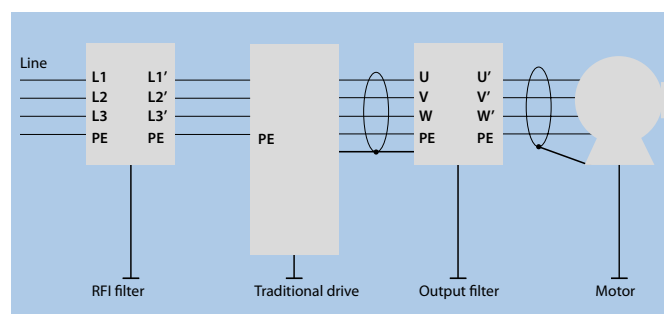 Line
L1 L1′ U U′
L2 L2′ V V′
L3 L3′ W W′
PE PE PE PE PE
RFI filter Traditional drive Output filter Motor